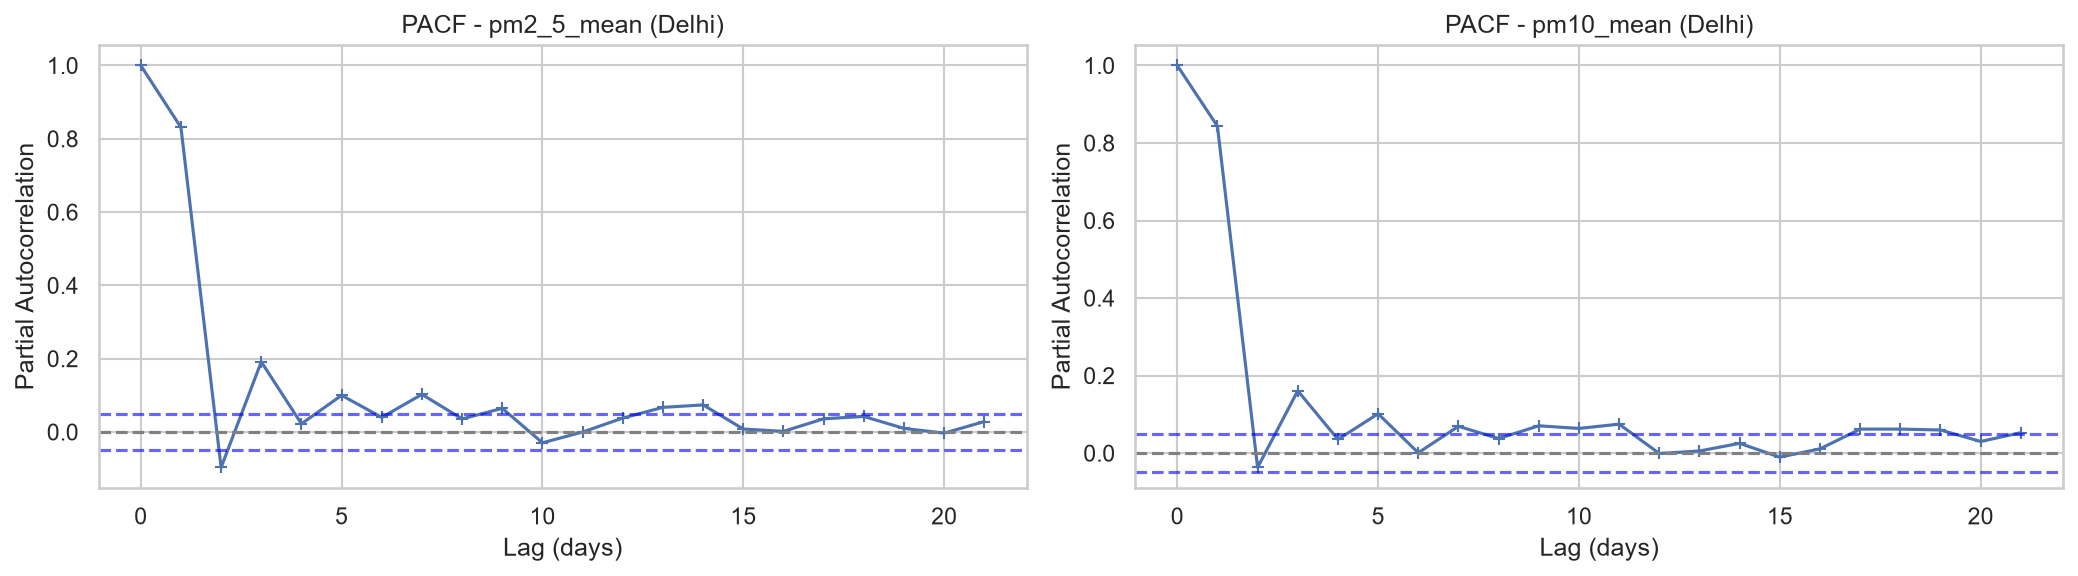 PACF - pm2_5_mean (Delhi)
1.0
0.8
0.6
0.4
0.2
0.0
Partial Autocorrelation
0 5 10 15 20
Lag (days)
PACF - pm10_mean (Delhi)
1.0
0.8
0.6
0.4
0.2
0.0
Partial Autocorrelation
0 5 10 15 20
Lag (days)